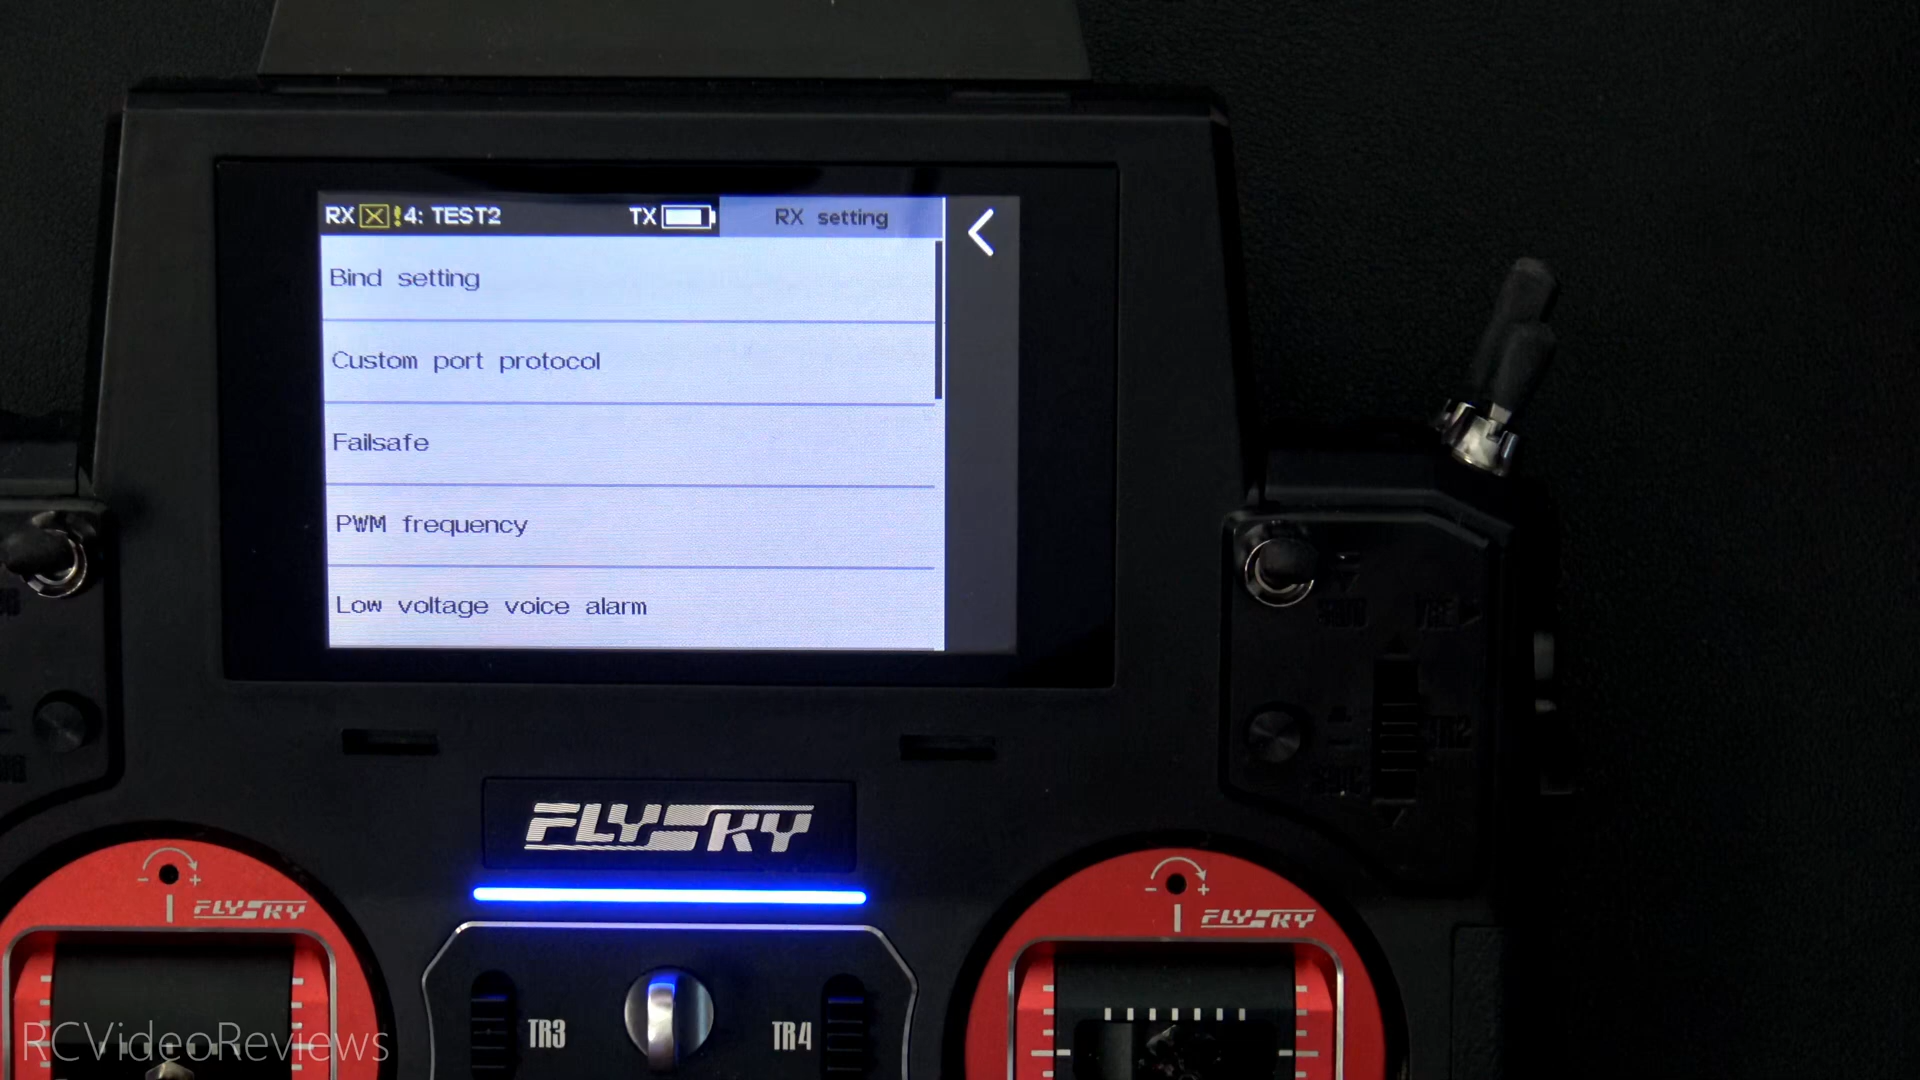 RX !4: TEST2 TX RX setting
Bind setting
Custom port protocol
Failsafe
PWM frequency
Low voltage voice alarm
FLYSKY
FLYSKY
FLYSKY
TR3
TR4
TR2
RCVideoReviews